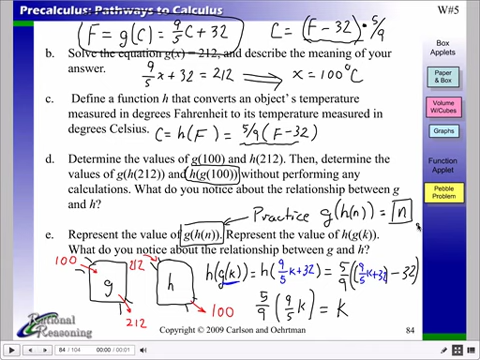 Precalculus: Pathways to Calculus
W#5
F = g(C) = 9/5 C + 32
C = (F - 32) • 5/9
b. Solve the equation g(x) = 212, and describe the meaning of your
answer.
9/5 x + 32 = 212 ⟹ x = 100°C
c. Define a function h that converts an object's temperature
measured in degrees Fahrenheit to its temperature measured in
degrees Celsius.
C = h(F) = 5/9 (F - 32)
d. Determine the values of g(100) and h(212). Then, determine the
values of g(h(212)) and h(g(100)) without performing any
calculations. What do you notice about the relationship between g
and h?
Practice g(h(n)) = n
e. Represent the value of g(h(n)). Represent the value of h(g(k)).
What do you notice about the relationship between g and h?
100
g
212
212
h
100
h(g(k)) = h(9/5 k + 32) = 5/9 (9/5 k + 32 - 32)
5/9 (9/5 k) = k
Box
Applets
Paper
& Box
Volume
W/Cubes
Graphs
Function
Applet
Pebble
Problem
Rational
Reasoning
Copyright © 2009 Carlson and Oehrtman
84
64 / 104
00:00 / 00:01